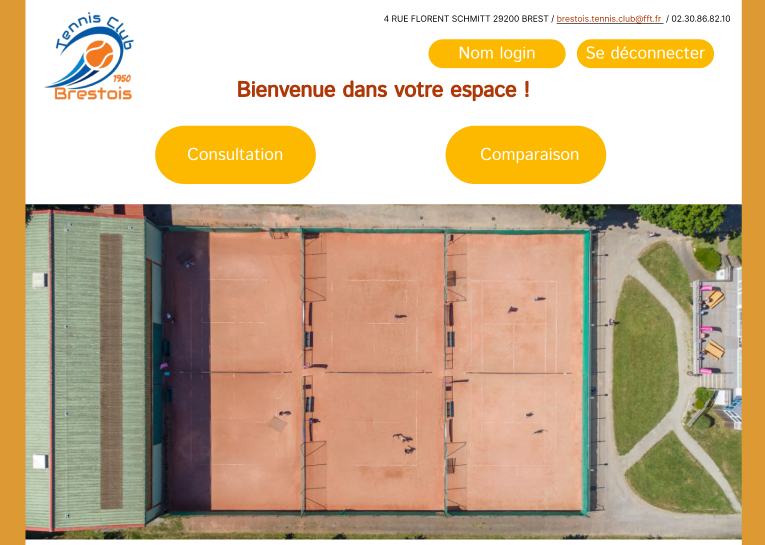 4 RUE FLORENT SCHMITT 29200 BREST / brestois.tennis.club@fft.fr / 02.30.86.82.10
Tennis Club
1950
Brestois
Nom login
Se déconnecter
Bienvenue dans votre espace !
Consultation
Comparaison